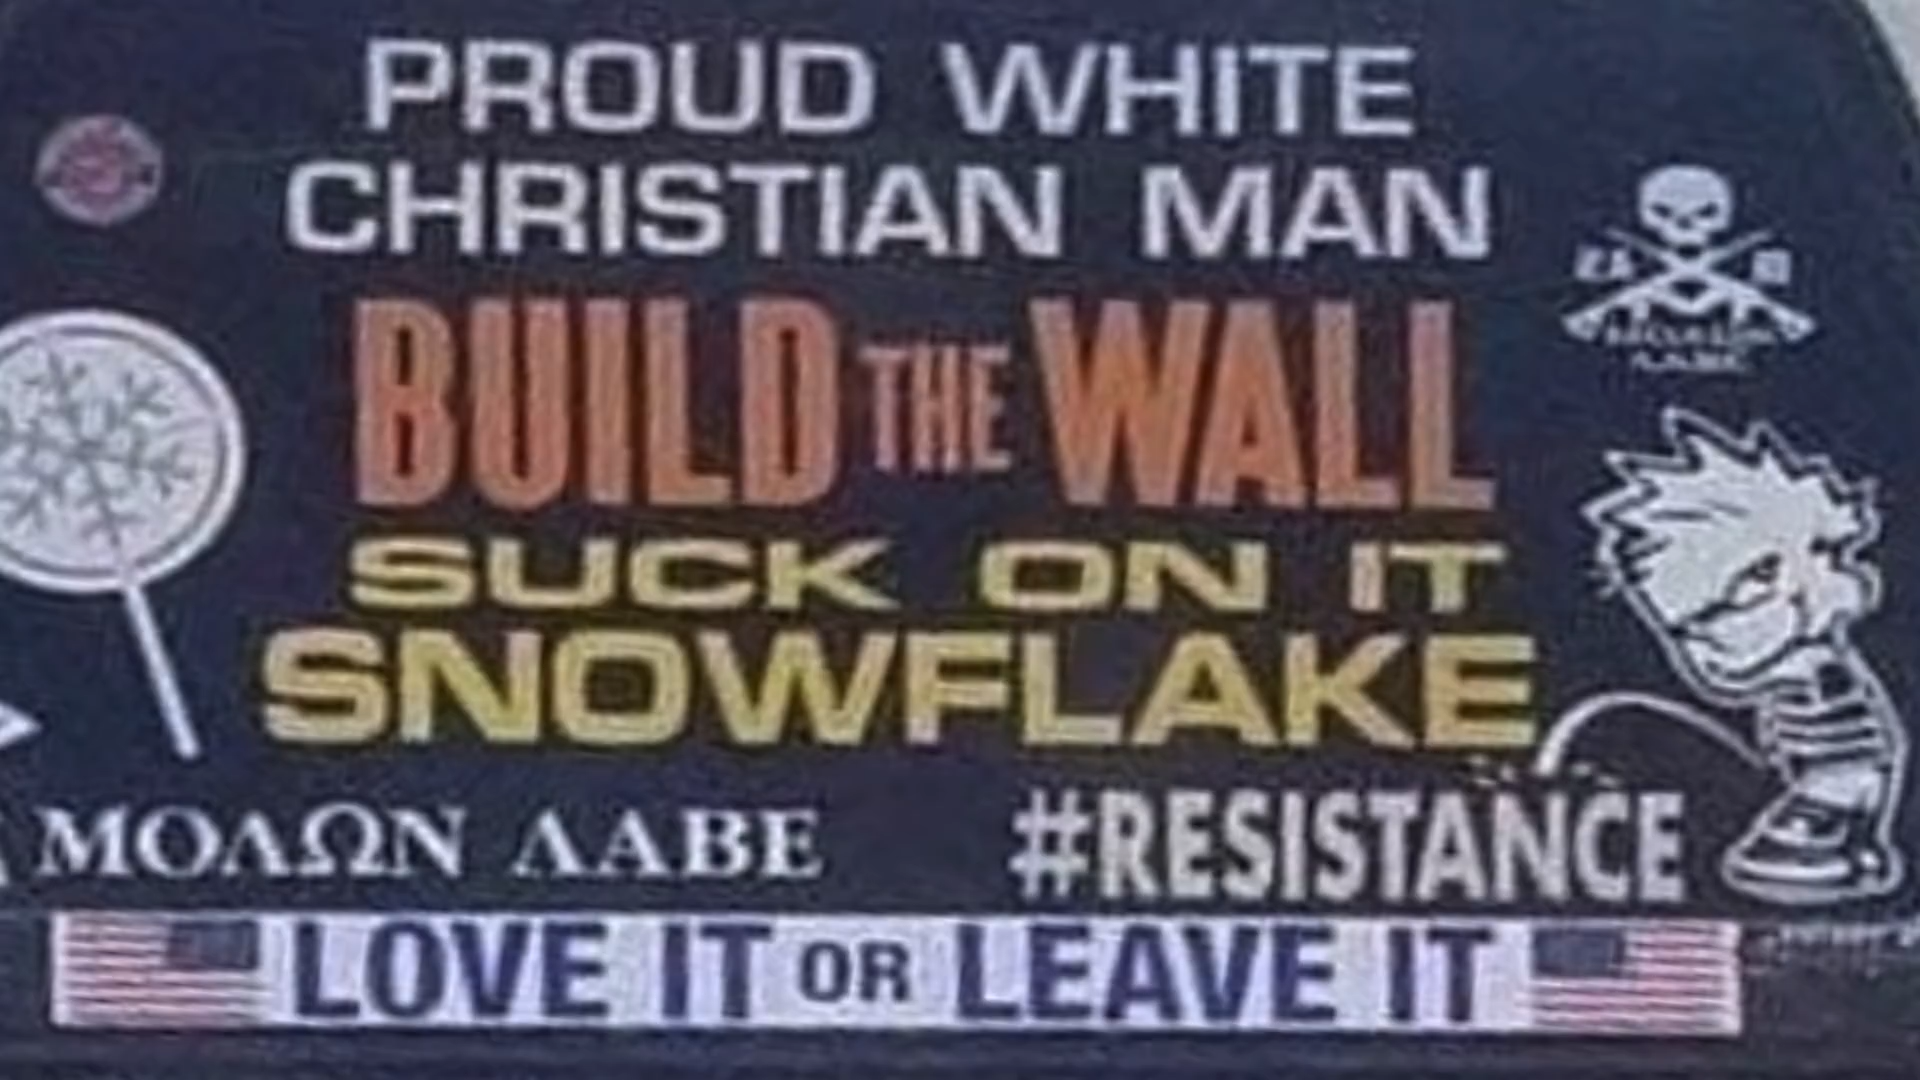 PROUD WHITE
CHRISTIAN MAN
BUILD THE WALL
SUCK ON IT
SNOWFLAKE
ΜΟΛΩΝ ΛΑΒΕ
#RESISTANCE
LOVE IT OR LEAVE IT